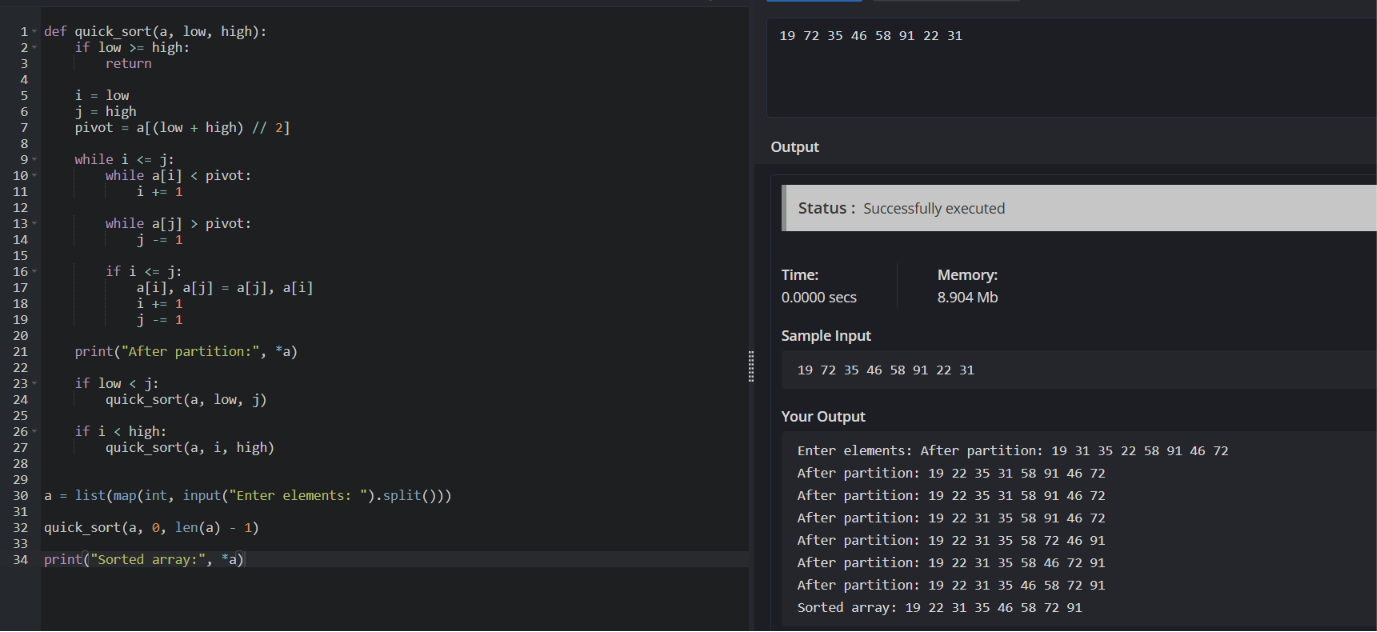 1 def quick_sort(a, low, high):
2     if low >= high:
3         return
4
5     i = low
6     j = high
7     pivot = a[(low + high) // 2]
8
9     while i <= j:
10         while a[i] < pivot:
11             i += 1
12
13         while a[j] > pivot:
14             j -= 1
15
16         if i <= j:
17             a[i], a[j] = a[j], a[i]
18             i += 1
19             j -= 1
20
21     print("After partition:", *a)
22
23     if low < j:
24         quick_sort(a, low, j)
25
26     if i < high:
27         quick_sort(a, i, high)
28
29
30 a = list(map(int, input("Enter elements: ").split()))
31
32 quick_sort(a, 0, len(a) - 1)
33
34 print("Sorted array:", *a)
19 72 35 46 58 91 22 31
Output
Status : Successfully executed
Time: Memory:
0.0000 secs 8.904 Mb
Sample Input
19 72 35 46 58 91 22 31
Your Output
Enter elements: After partition: 19 31 35 22 58 91 46 72
After partition: 19 22 35 31 58 91 46 72
After partition: 19 22 35 31 58 91 46 72
After partition: 19 22 31 35 58 91 46 72
After partition: 19 22 31 35 58 72 46 91
After partition: 19 22 31 35 58 46 72 91
After partition: 19 22 31 35 46 58 72 91
Sorted array: 19 22 31 35 46 58 72 91